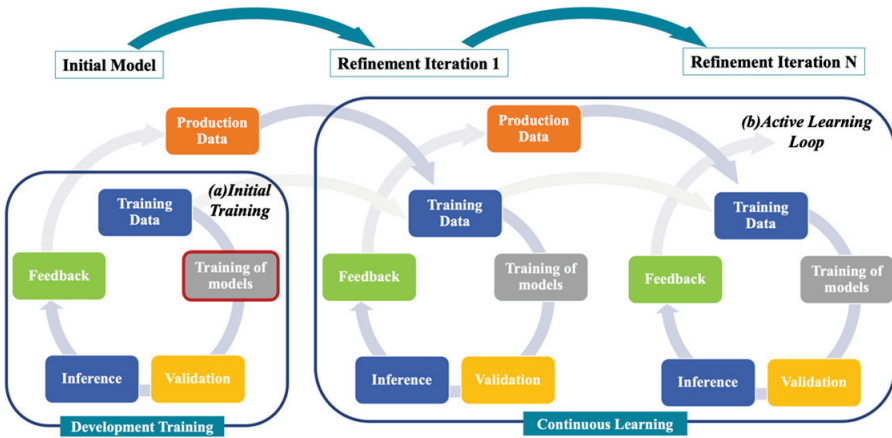 Initial Model
Refinement Iteration 1
Refinement Iteration N
Production
Data
Production
Data
(b)Active Learning
Loop
(a)Initial
Training
Training
Data
Training
Data
Training
Data
Feedback
Training of
models
Feedback
Training of
models
Feedback
Training of
models
Inference
Validation
Inference
Validation
Inference
Validation
Development Training
Continuous Learning